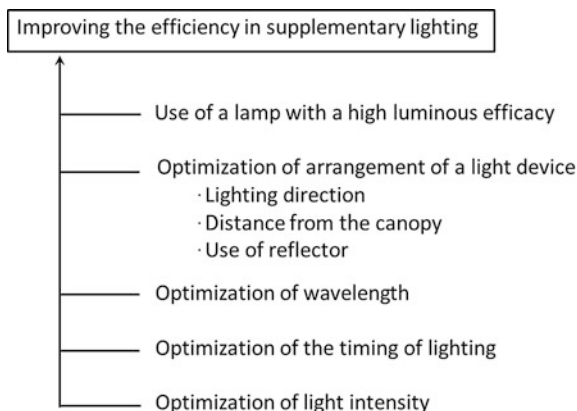 Improving the efficiency in supplementary lighting
Use of a lamp with a high luminous efficacy
Optimization of arrangement of a light device
· Lighting direction
· Distance from the canopy
· Use of reflector
Optimization of wavelength
Optimization of the timing of lighting
Optimization of light intensity